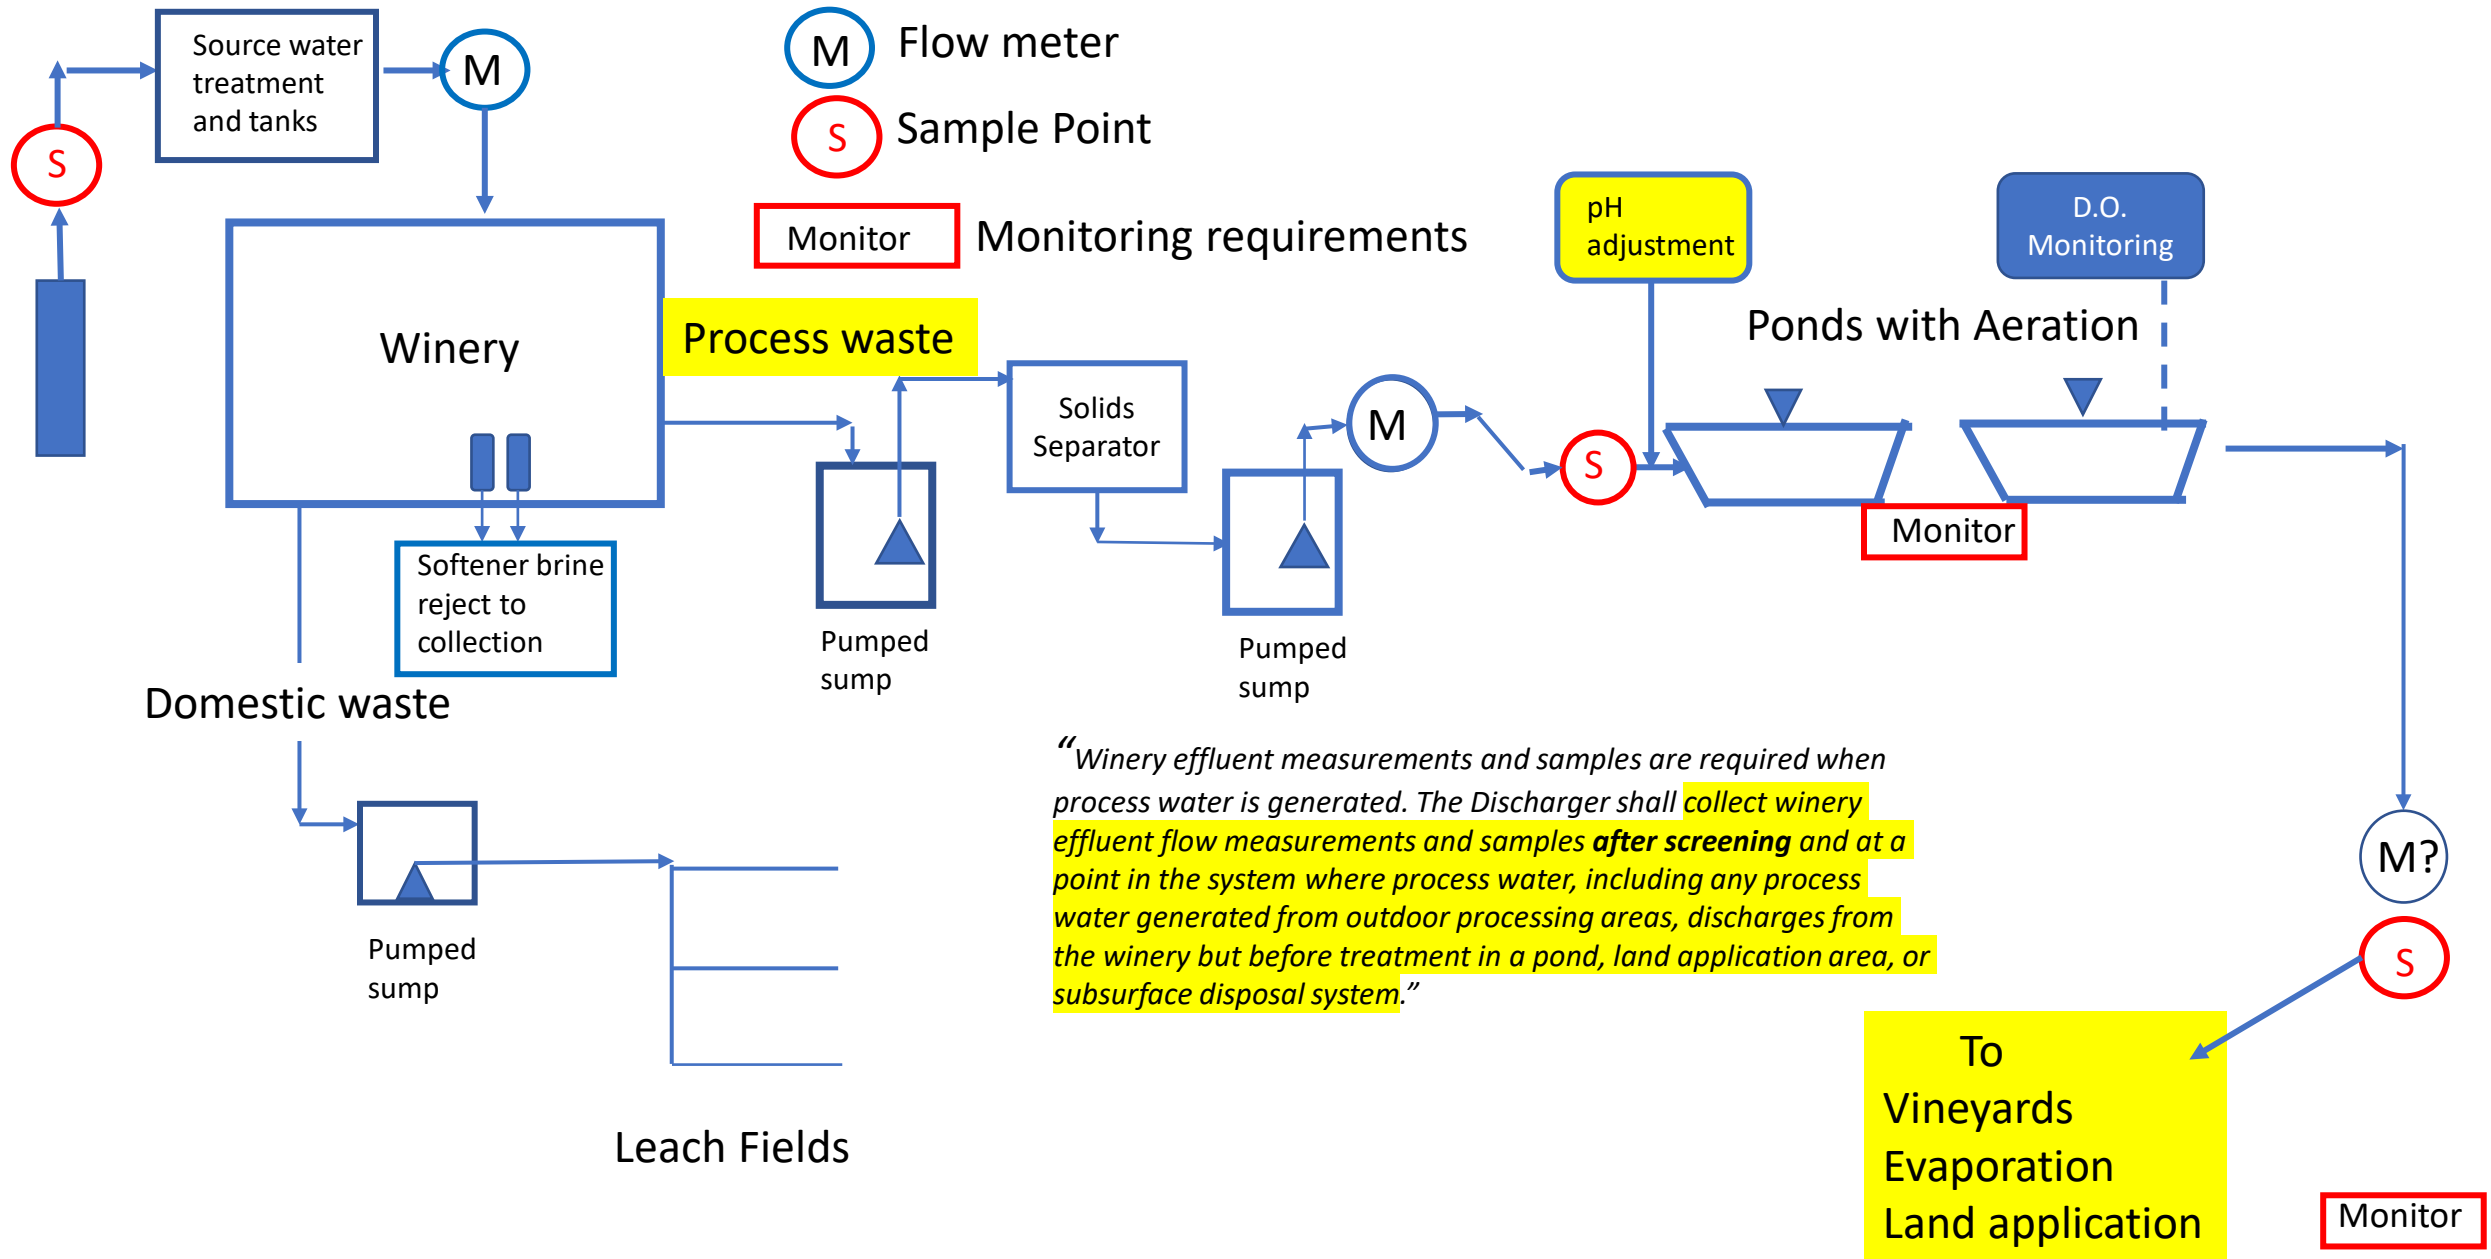 Source water
treatment
and tanks
M
S
M
Flow meter
S
Sample Point
Monitor
Monitoring requirements
pH
adjustment
D.O.
Monitoring
Ponds with Aeration
Winery
Process waste
Solids
Separator
M
S
Monitor
Softener brine
reject to
collection
Pumped
sump
Pumped
sump
Domestic waste
Pumped
sump
Leach Fields
“Winery effluent measurements and samples are required when
process water is generated. The Discharger shall collect winery
effluent flow measurements and samples after screening and at a
point in the system where process water, including any process
water generated from outdoor processing areas, discharges from
the winery but before treatment in a pond, land application area, or
subsurface disposal system.”
M?
S
To
Vineyards
Evaporation
Land application
Monitor